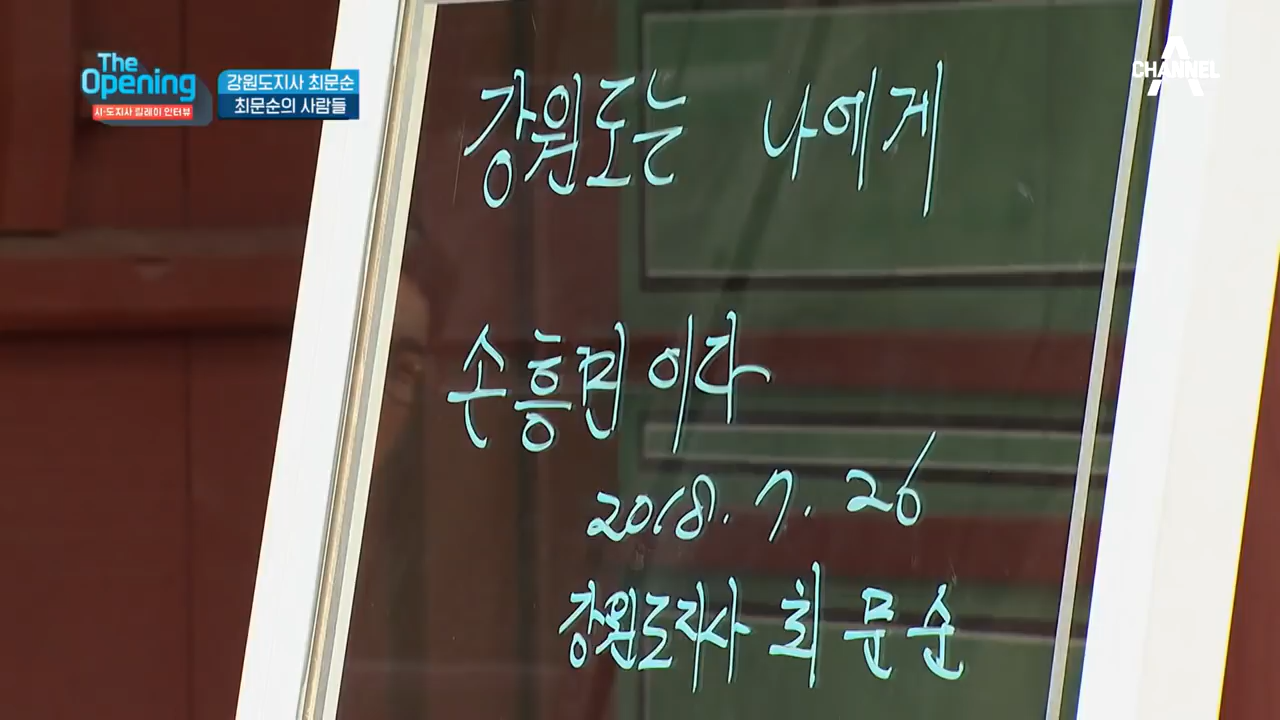 The Opening
시·도지사 릴레이 인터뷰
강원도지사 최문순
최문순의 사람들
CHANNEL A
강원도는 나에게
손흥민이다
2018. 7. 26
강원도지사 최문순